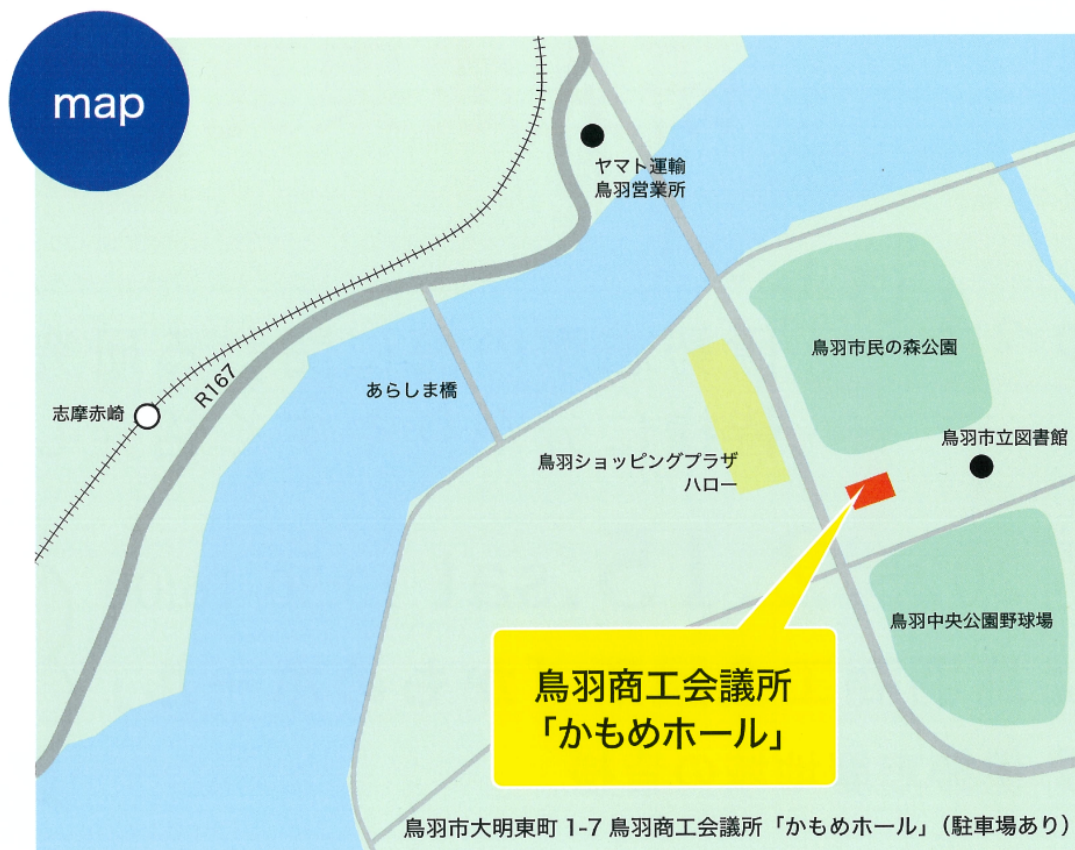 map
ヤマト運輸
鳥羽営業所
鳥羽市民の森公園
R167
あらしま橋
志摩赤崎
鳥羽市立図書館
鳥羽ショッピングプラザ
ハロー
鳥羽中央公園野球場
鳥羽商工会議所
「かもめホール」
鳥羽市大明東町 1-7 鳥羽商工会議所「かもめホール」（駐車場あり）